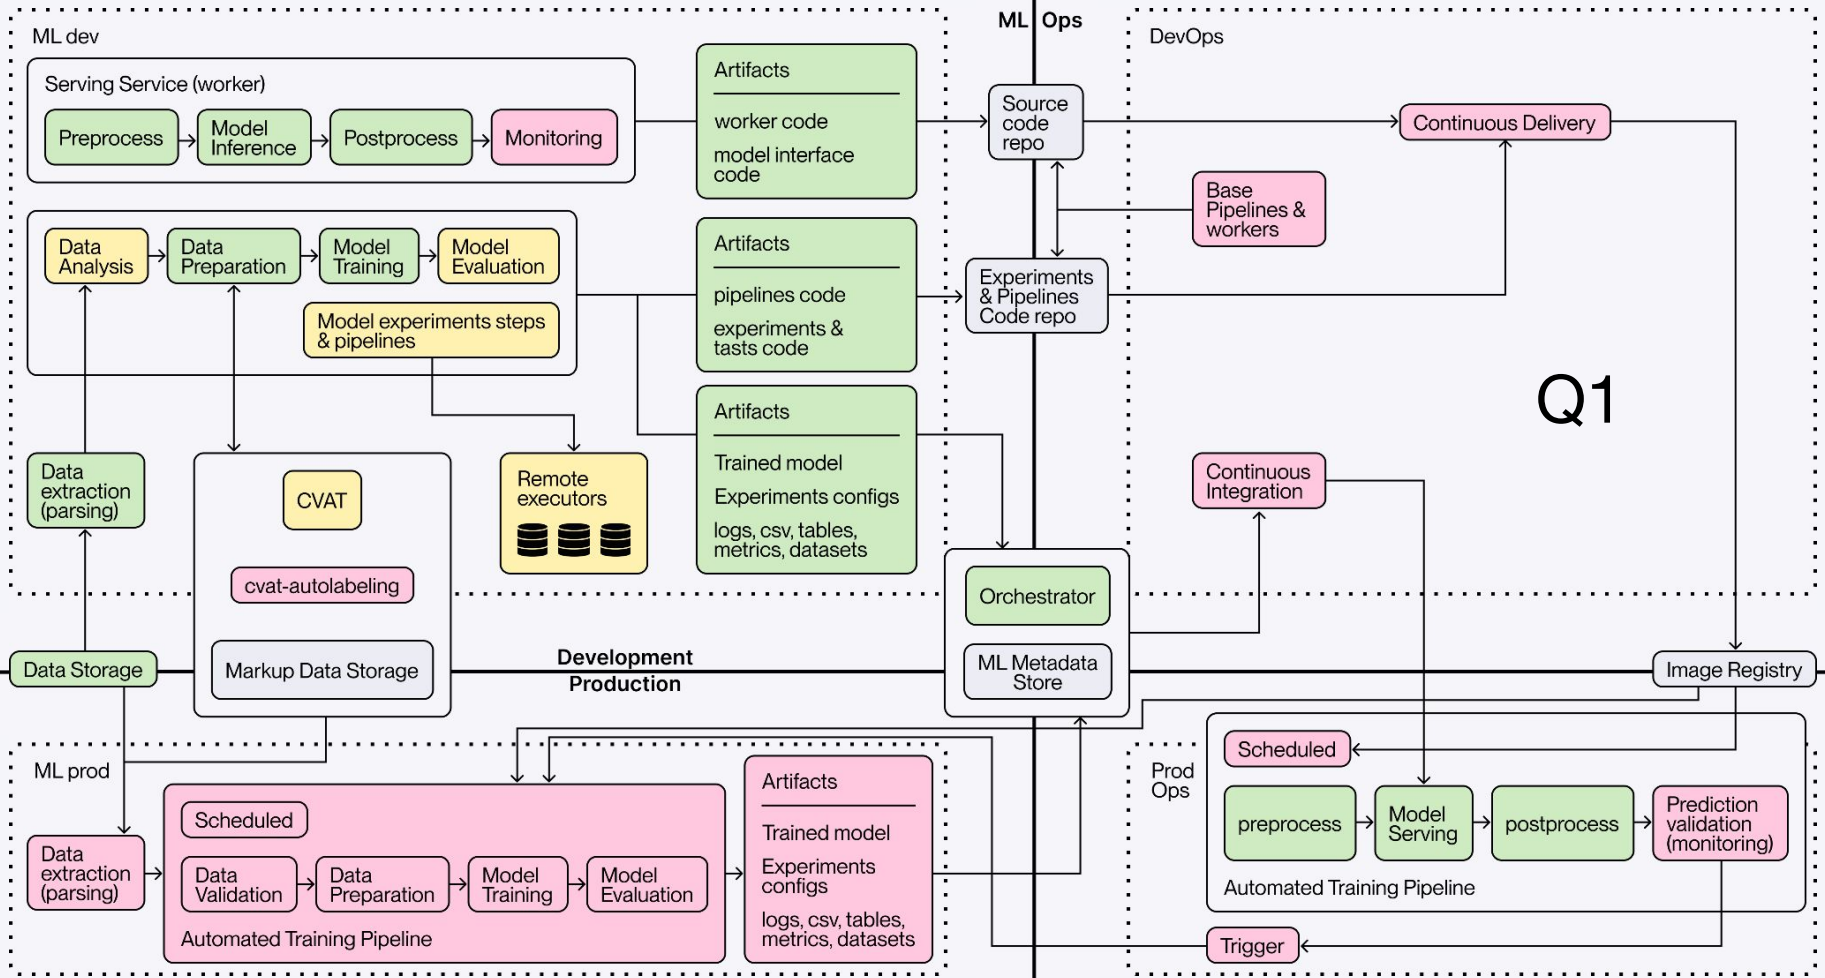 ML
Ops
ML dev
Serving Service (worker)
Preprocess
Model
Inference
Postprocess
Monitoring
Artifacts
worker code
model interface
code
Source
code
repo
DevOps
Continuous Delivery
Base
Pipelines &
workers
Data
Analysis
Data
Preparation
Model
Training
Model
Evaluation
Model experiments steps
& pipelines
Artifacts
pipelines code
experiments &
tasts code
Experiments
& Pipelines
Code repo
Q1
Data
extraction
(parsing)
CVAT
cvat-autolabeling
Markup Data Storage
Remote
executors
Artifacts
Trained model
Experiments configs
logs, csv, tables,
metrics, datasets
Continuous
Integration
Orchestrator
ML Metadata
Store
Data Storage
Development
Production
Image Registry
ML prod
Data
extraction
(parsing)
Scheduled
Data
Validation
Data
Preparation
Model
Training
Model
Evaluation
Automated Training Pipeline
Artifacts
Trained model
Experiments
configs
logs, csv, tables,
metrics, datasets
Prod
Ops
Scheduled
preprocess
Model
Serving
postprocess
Prediction
validation
(monitoring)
Automated Training Pipeline
Trigger